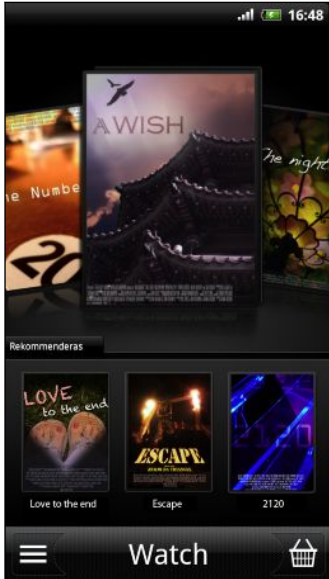 16:48
A WISH
he Numbe
20
The night
Rekommenderas
LOVE
to the end
ESCAPE
2120
Love to the end
Escape
2120
Watch